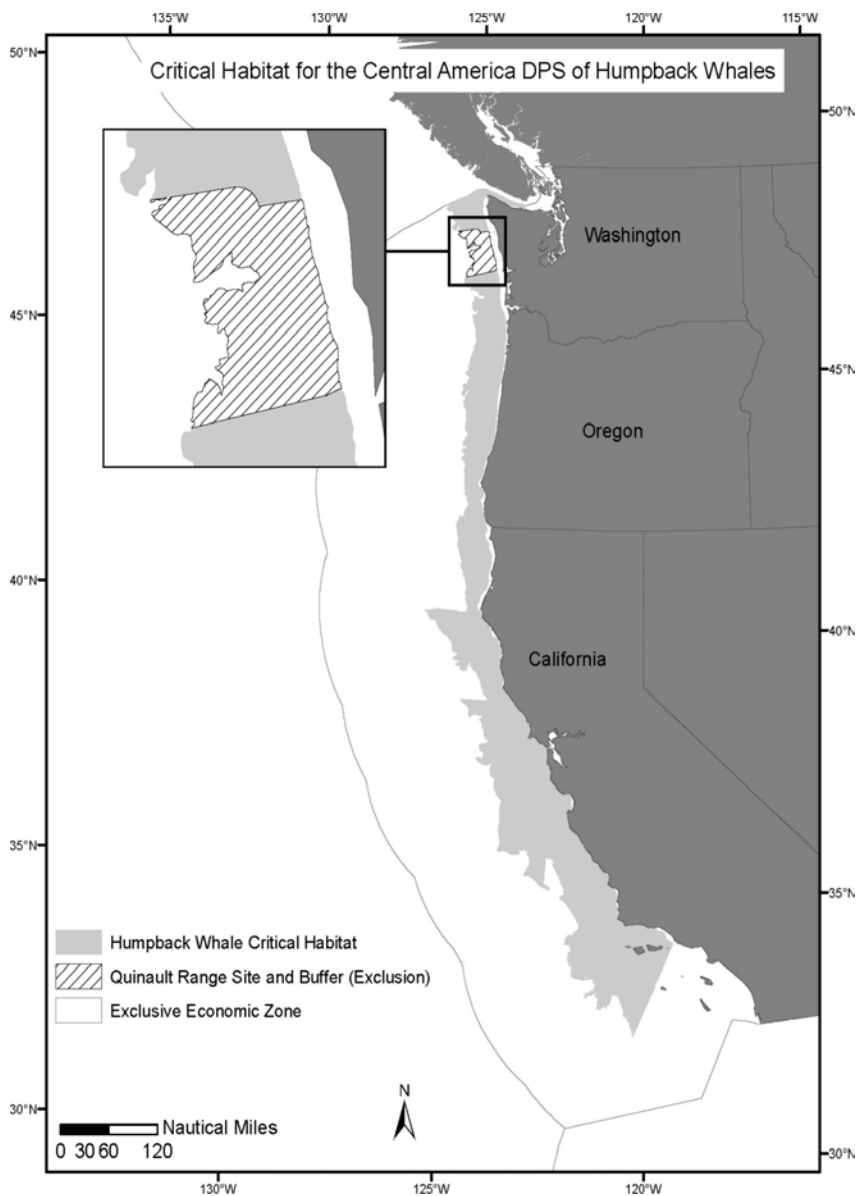 135°W 130°W 125°W 120°W 115°W
50°N
Critical Habitat for the Central America DPS of Humpback Whales
50°N
Washington
45°N
45°N
Oregon
40°N
40°N
California
35°N
35°N
Humpback Whale Critical Habitat
Quinault Range Site and Buffer (Exclusion)
Exclusive Economic Zone
N
30°N
Nautical Miles
0 30 60 120
30°N
130°W 125°W 120°W